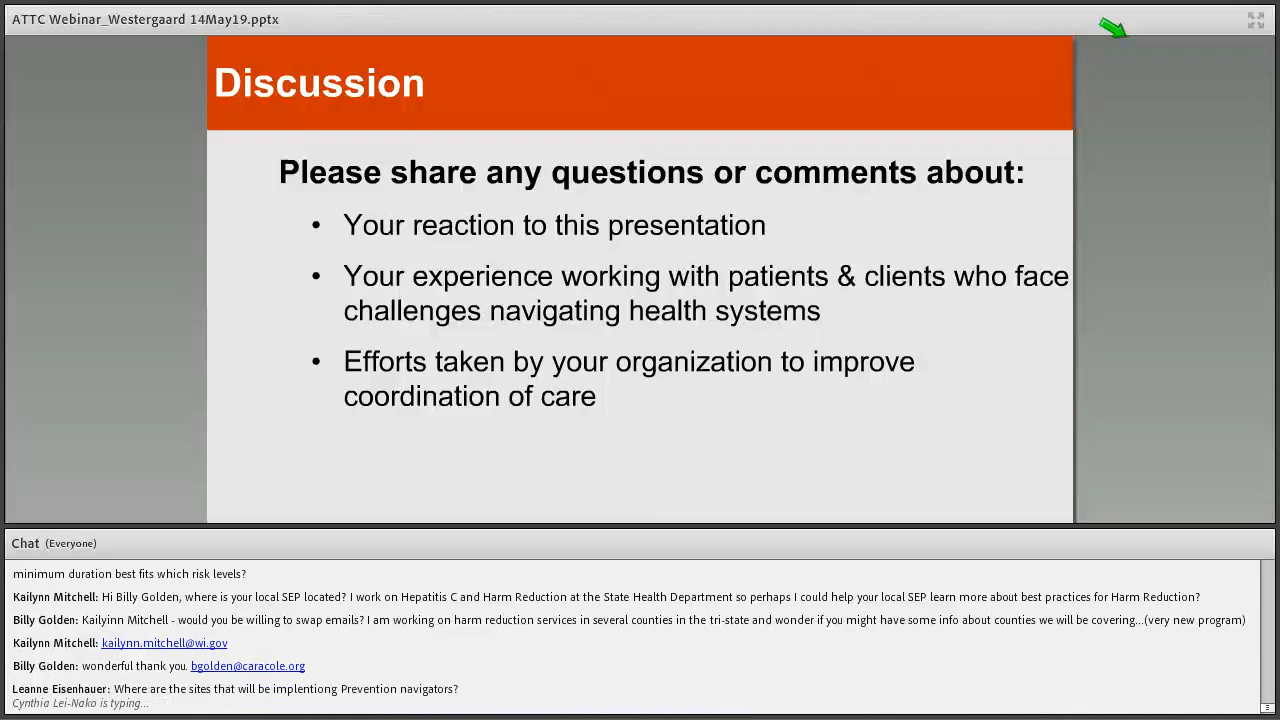 ATTC Webinar_Westergaard 14May19.pptx
Discussion
Please share any questions or comments about:
• Your reaction to this presentation
• Your experience working with patients & clients who face
challenges navigating health systems
• Efforts taken by your organization to improve
coordination of care
Chat (Everyone)
minimum duration best fits which risk levels?
Kailynn Mitchell: Hi Billy Golden, where is your local SEP located? I work on Hepatitis C and Harm Reduction at the State Health Department so perhaps I could help your local SEP learn more about best practices for Harm Reduction?
Billy Golden: Kailyinn Mitchell - would you be willing to swap emails? I am working on harm reduction services in several counties in the tri-state and wonder if you might have some info about counties we will be covering...(very new program)
Kailynn Mitchell: kailynn.mitchell@wi.gov
Billy Golden: wonderful thank you. bgolden@caracole.org
Leanne Eisenhauer: Where are the sites that will be implentiong Prevention navigators?
Cynthia Lei-Nako is typing...